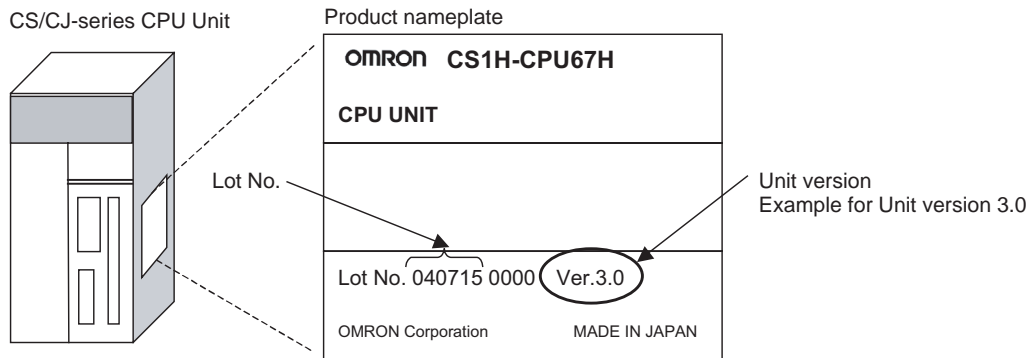 CS/CJ-series CPU Unit
Product nameplate
OMRON CS1H-CPU67H
CPU UNIT
Lot No.
Unit version
Example for Unit version 3.0
Lot No. 040715 0000 Ver.3.0
OMRON Corporation MADE IN JAPAN